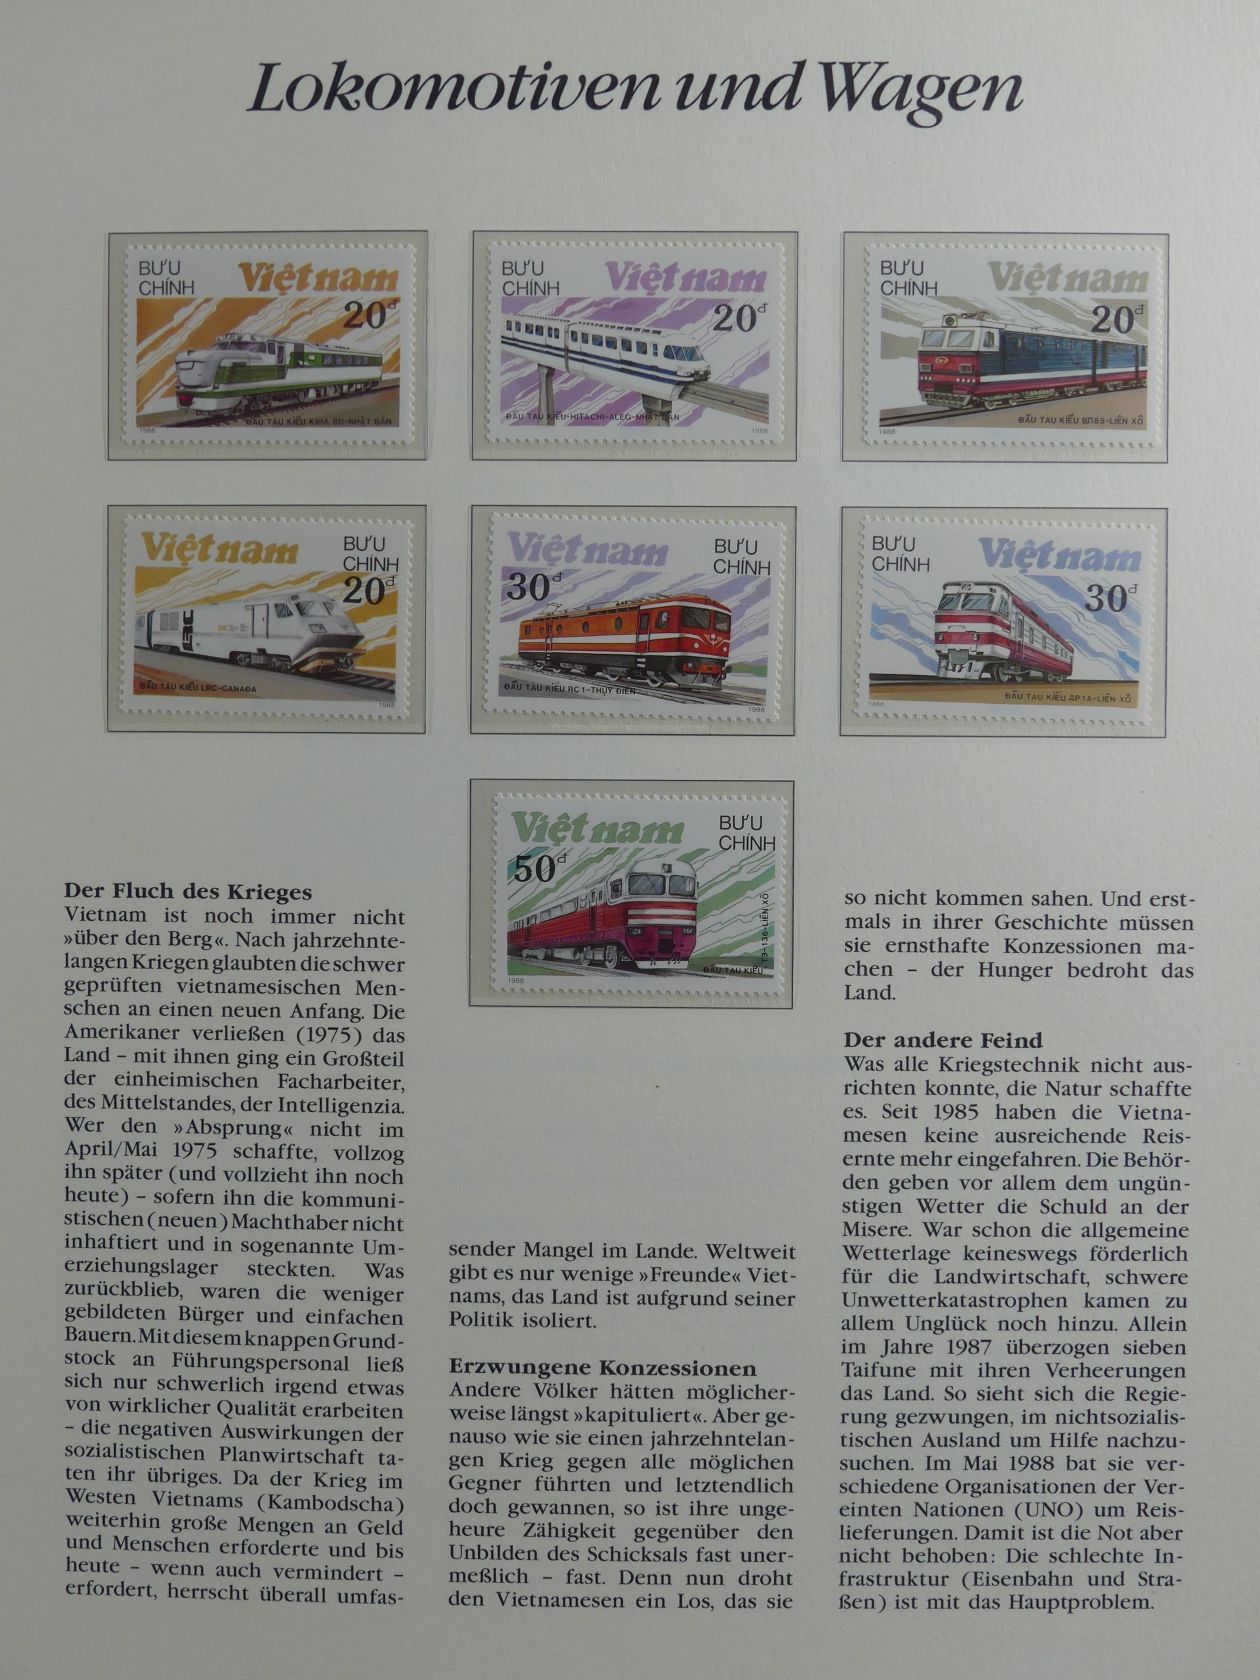 Lokomotiven und Wagen
BƯU
CHÍNH
Việt nam
20đ
ĐẦU TÀU KIỂU KIHA 80-NHẬT BẢN
1988
BƯU
CHÍNH
Việt nam
20đ
ĐẦU TÀU KIỂU-HITACHI-ALEG-NHẬT BẢN
1988
BƯU
CHÍNH
Việt nam
20đ
ĐẦU TÀU KIỂU ВЛ85-LIÊN XÔ
1988
Việt nam
BƯU
CHÍNH
20đ
ĐẦU TÀU KIỂU LRC-CANAĐA
1988
Việt nam
BƯU
CHÍNH
30đ
ĐẦU TÀU KIỂU RC1-THỤY ĐIỂN
1988
BƯU
CHÍNH
Việt nam
30đ
ĐẦU TÀU KIỂU ДР1А-LIÊN XÔ
1988
Việt nam
BƯU
CHÍNH
50đ
ĐẦU TÀU KIỂU
ТЭ-136-LIÊN XÔ
1988
Der Fluch des Krieges
Vietnam ist noch immer nicht
»über den Berg«. Nach jahrzehnte-
langen Kriegen glaubten die schwer
geprüften vietnamesischen Men-
schen an einen neuen Anfang. Die
Amerikaner verließen (1975) das
Land – mit ihnen ging ein Großteil
der einheimischen Facharbeiter,
des Mittelstandes, der Intelligenzia.
Wer den »Absprung« nicht im
April/Mai 1975 schaffte, vollzog
ihn später (und vollzieht ihn noch
heute) – sofern ihn die kommuni-
stischen (neuen) Machthaber nicht
inhaftiert und in sogenannte Um-
erziehungslager steckten. Was
zurückblieb, waren die weniger
gebildeten Bürger und einfachen
Bauern. Mit diesem knappen Grund-
stock an Führungspersonal ließ
sich nur schwerlich irgend etwas
von wirklicher Qualität erarbeiten
– die negativen Auswirkungen der
sozialistischen Planwirtschaft ta-
ten ihr übriges. Da der Krieg im
Westen Vietnams (Kambodscha)
weiterhin große Mengen an Geld
und Menschen erforderte und bis
heute – wenn auch vermindert –
erfordert, herrscht überall umfas-
sender Mangel im Lande. Weltweit
gibt es nur wenige »Freunde« Viet-
nams, das Land ist aufgrund seiner
Politik isoliert.
Erzwungene Konzessionen
Andere Völker hätten möglicher-
weise längst »kapituliert«. Aber ge-
nauso wie sie einen jahrzehntelan-
gen Krieg gegen alle möglichen
Gegner führten und letztendlich
doch gewannen, so ist ihre unge-
heure Zähigkeit gegenüber den
Unbilden des Schicksals fast uner-
meßlich – fast. Denn nun droht
den Vietnamesen ein Los, das sie
so nicht kommen sahen. Und erst-
mals in ihrer Geschichte müssen
sie ernsthafte Konzessionen ma-
chen – der Hunger bedroht das
Land.
Der andere Feind
Was alle Kriegstechnik nicht aus-
richten konnte, die Natur schaffte
es. Seit 1985 haben die Vietna-
mesen keine ausreichende Reis-
ernte mehr eingefahren. Die Behör-
den geben vor allem dem ungün-
stigen Wetter die Schuld an der
Misere. War schon die allgemeine
Wetterlage keineswegs förderlich
für die Landwirtschaft, schwere
Unwetterkatastrophen kamen zu
allem Unglück noch hinzu. Allein
im Jahre 1987 überzogen sieben
Taifune mit ihren Verheerungen
das Land. So sieht sich die Regie-
rung gezwungen, im nichtsozialis-
tischen Ausland um Hilfe nachzu-
suchen. Im Mai 1988 bat sie ver-
schiedene Organisationen der Ver-
einten Nationen (UNO) um Reis-
lieferungen. Damit ist die Not aber
nicht behoben: Die schlechte In-
frastruktur (Eisenbahn und Stra-
ßen) ist mit das Hauptproblem.